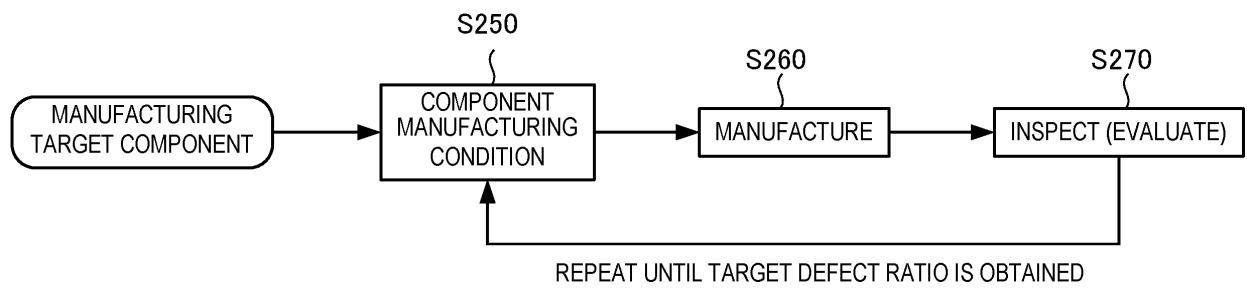 S250
S260
S270
MANUFACTURING
TARGET COMPONENT
COMPONENT
MANUFACTURING
CONDITION
MANUFACTURE
INSPECT (EVALUATE)
REPEAT UNTIL TARGET DEFECT RATIO IS OBTAINED